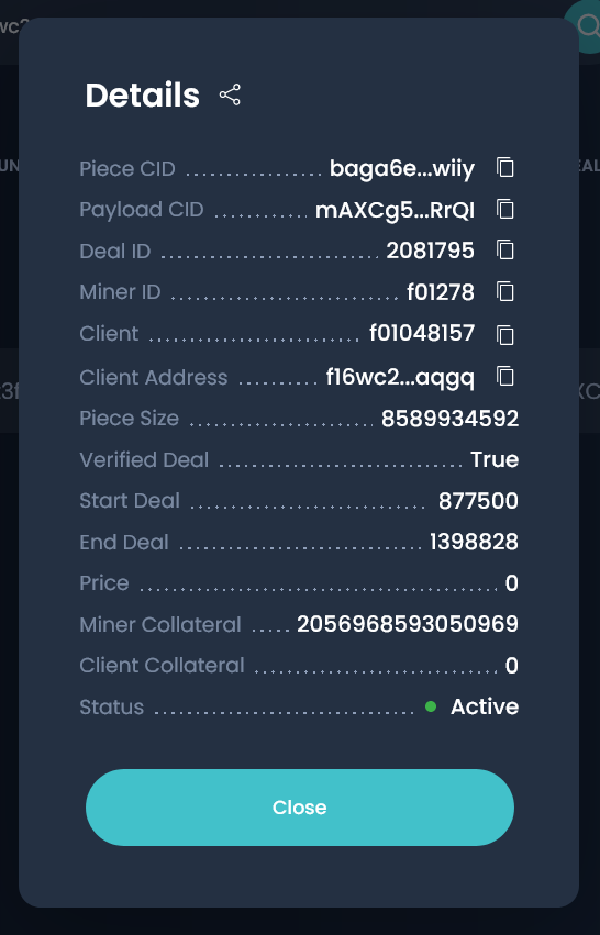 wc2
Details
Piece CID baga6e...wiiy
Payload CID mAXCg5...RrQI
Deal ID 2081795
Miner ID f01278
Client f01048157
Client Address f16wc2...aqgq
Piece Size 8589934592
Verified Deal True
Start Deal 877500
End Deal 1398828
Price 0
Miner Collateral 2056968593050969
Client Collateral 0
Status Active
Close